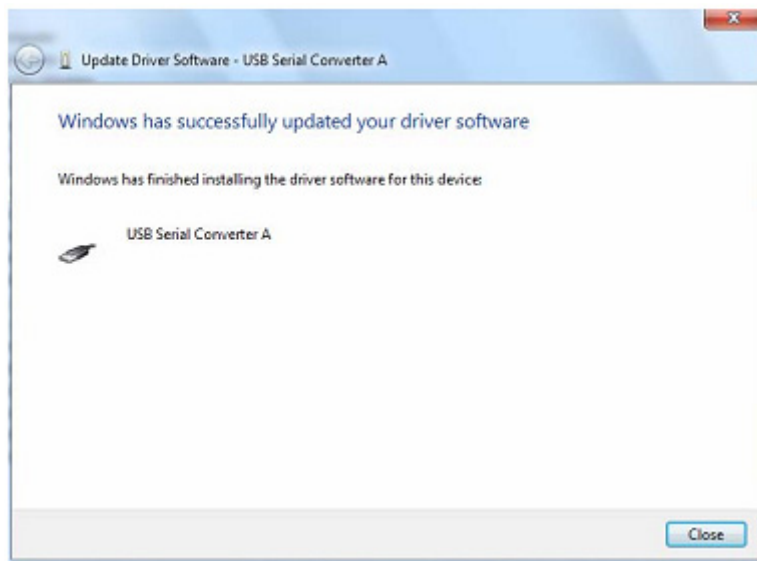 Update Driver Software - USB Serial Converter A
Windows has successfully updated your driver software
Windows has finished installing the driver software for this device:
USB Serial Converter A
Close